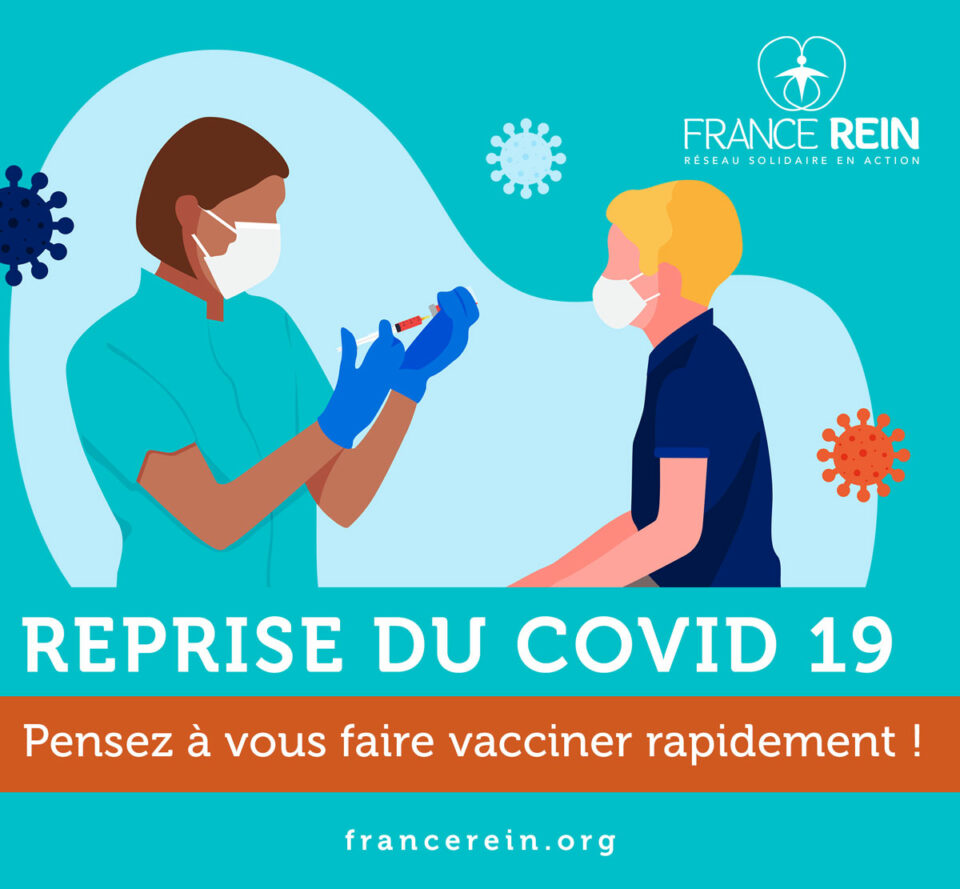 FRANCE REIN
RÉSEAU SOLIDAIRE EN ACTION
REPRISE DU COVID 19
Pensez à vous faire vacciner rapidement !
francerein.org